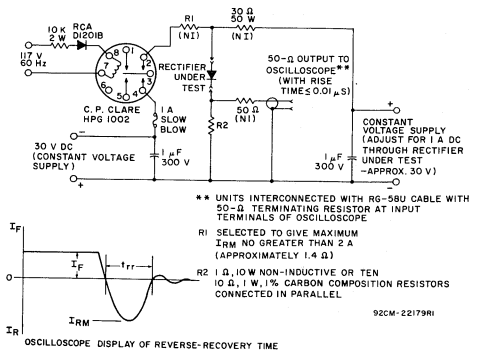 10 K
2 W
RCA
D1201B
117 V
60 Hz
8
1
2
7
3
6
5
4
C. P. CLARE
HPG 1002
R1
(NI)
30 Ω
50 W
(NI)
RECTIFIER
UNDER
TEST
50-Ω OUTPUT TO
OSCILLOSCOPE**
(WITH RISE
TIME ≤ 0.01 μS)
50 Ω
(NI)
R2
1 A
SLOW
BLOW
30 V DC
(CONSTANT VOLTAGE
SUPPLY)
-
+
1 μF
300 V
1 μF
300 V
+
CONSTANT
VOLTAGE SUPPLY
(ADJUST FOR 1 A DC
THROUGH RECTIFIER
UNDER TEST
-APPROX. 30 V)
-
** UNITS INTERCONNECTED WITH RG-58U CABLE WITH
50-Ω TERMINATING RESISTOR AT INPUT
TERMINALS OF OSCILLOSCOPE
R1 SELECTED TO GIVE MAXIMUM
IRM NO GREATER THAN 2 A
(APPROXIMATELY 1.4 Ω)
R2 1 Ω, 10 W NON-INDUCTIVE OR TEN
10 Ω, 1 W, 1% CARBON COMPOSITION RESISTORS
CONNECTED IN PARALLEL
92CM-22179R1
IF
IF
trr
0
IRM
IR
OSCILLOSCOPE DISPLAY OF REVERSE-RECOVERY TIME